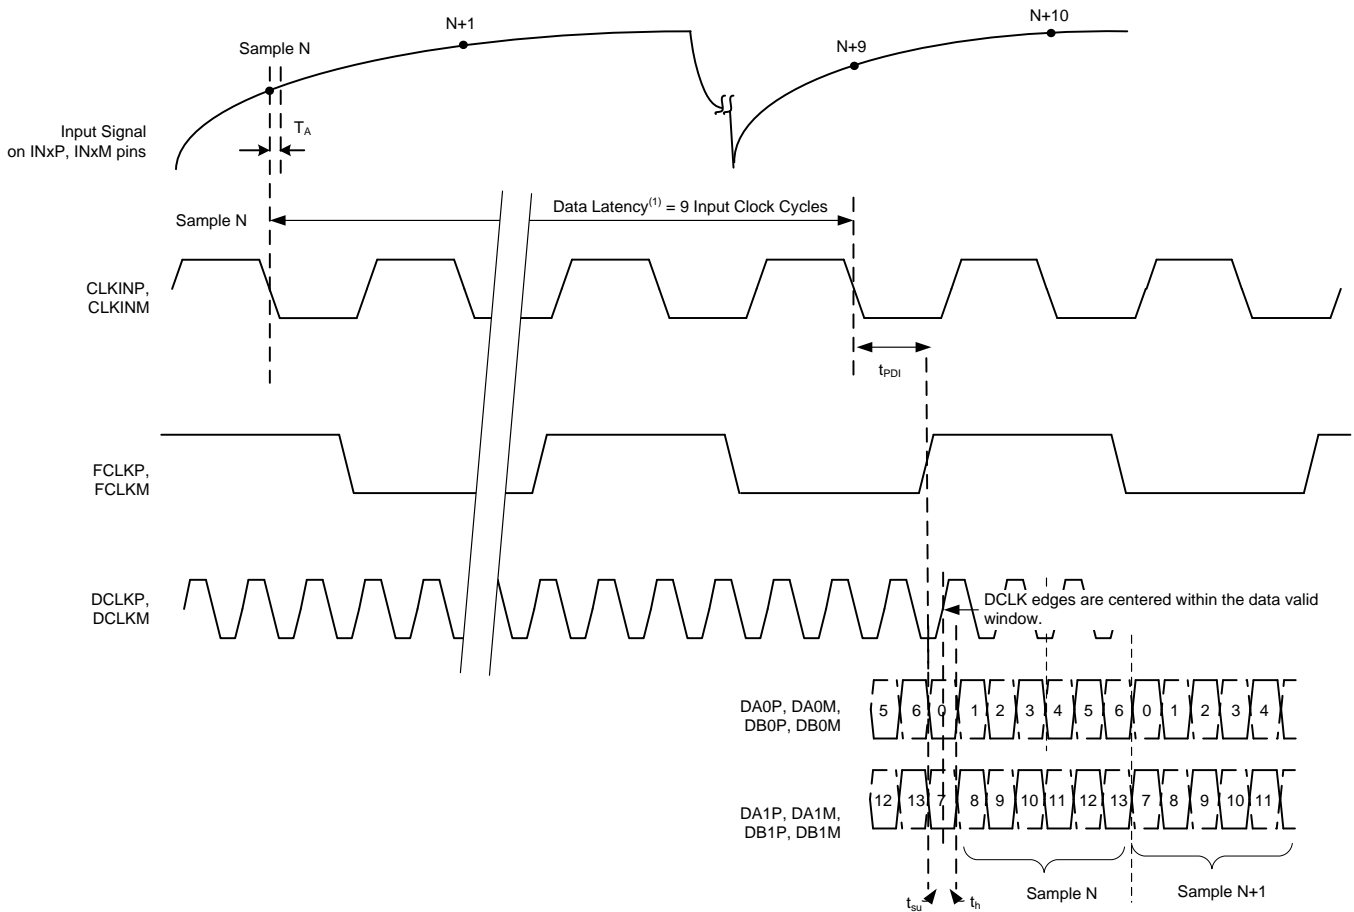 N+10
N+1
N+9
Sample N
TA
Input Signal
on INxP, INxM pins
Data Latency(1) = 9 Input Clock Cycles
Sample N
CLKINP,
CLKINM
tPDI
FCLKP,
FCLKM
DCLKP,
DCLKM
DCLK edges are centered within the data valid
window.
DA0P, DA0M,
DB0P, DB0M
5 6 0 1 2 3 4 5 6 0 1 2 3 4
DA1P, DA1M,
DB1P, DB1M
12 13 7 8 9 10 11 12 13 7 8 9 10 11
Sample N
Sample N+1
tsu
th